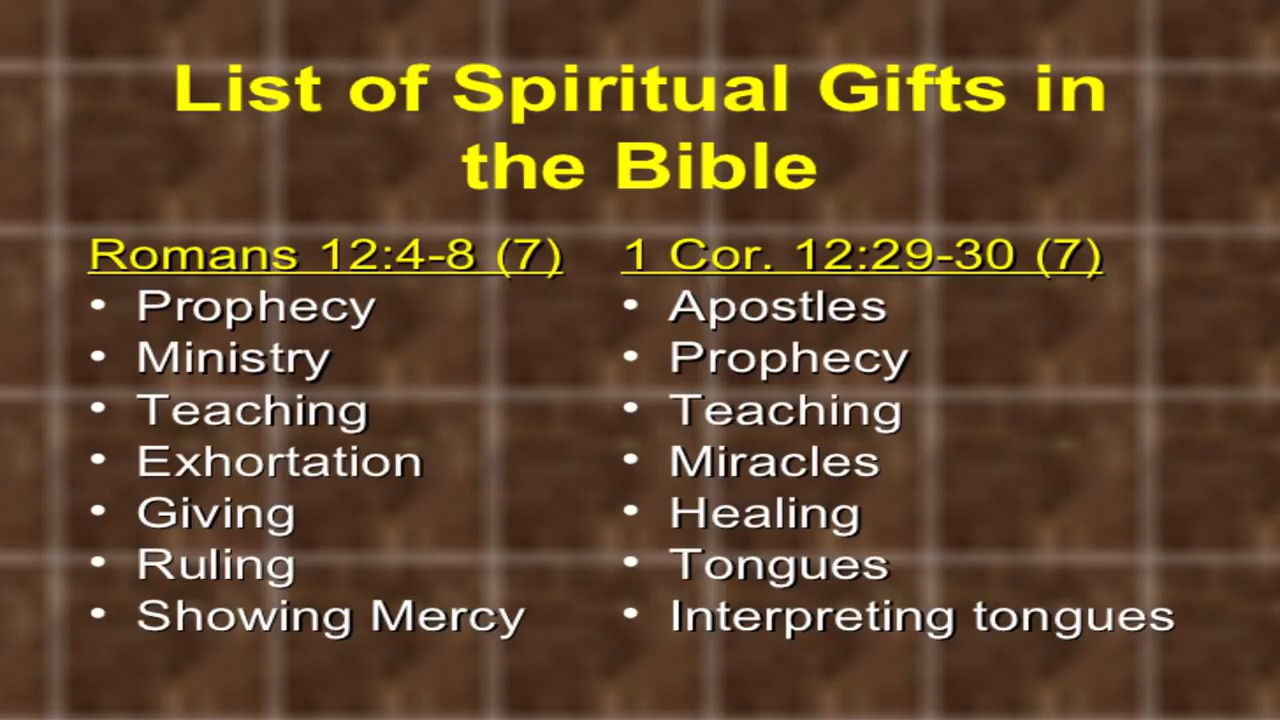 List of Spiritual Gifts in
the Bible
Romans 12:4-8 (7)
• Prophecy
• Ministry
• Teaching
• Exhortation
• Giving
• Ruling
• Showing Mercy
1 Cor. 12:29-30 (7)
• Apostles
• Prophecy
• Teaching
• Miracles
• Healing
• Tongues
• Interpreting tongues